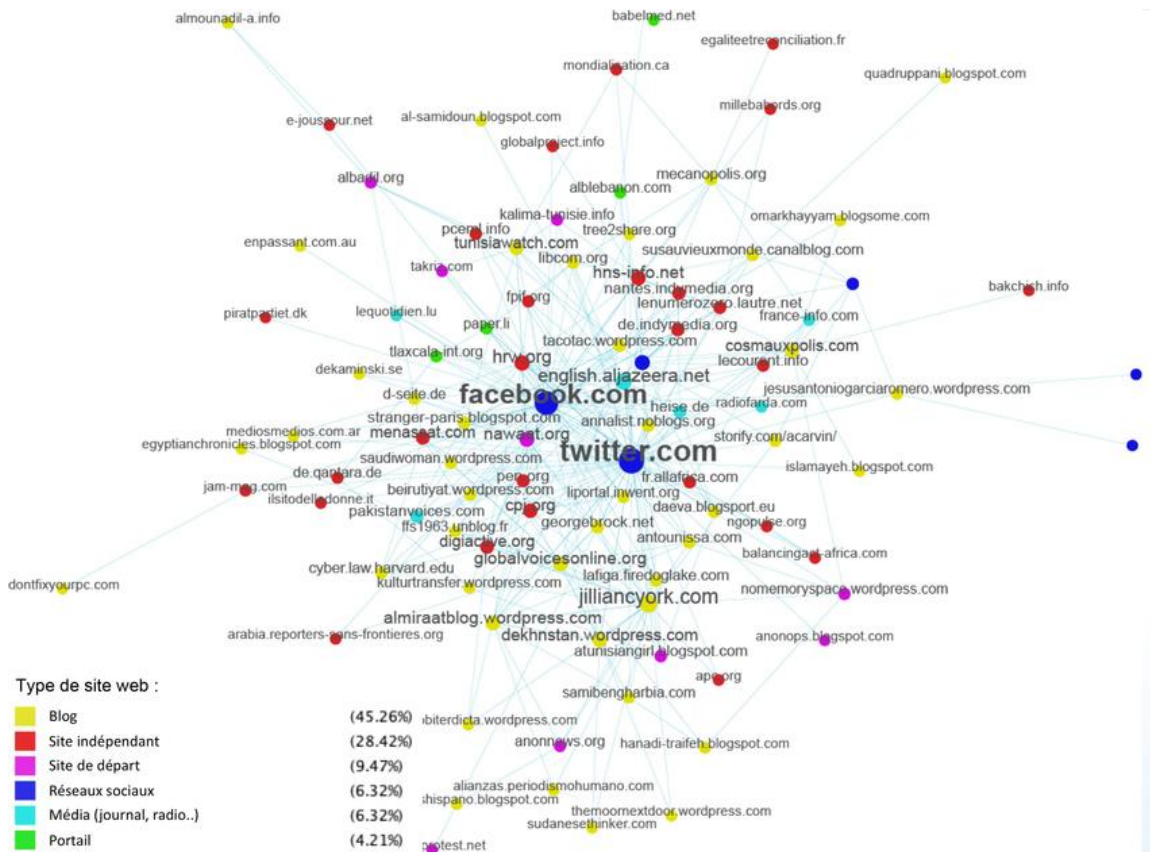 babelmed.net
almounadil-a.info
egaliteetreconciliation.fr
mondialisation.ca
quadruppani.blogspot.com
millebabords.org
al-samidoun.blogspot.com
e-joussour.net
globalproject.info
mecanopolis.org
albadil.org
alblebanon.com
kalima-tunisie.info
omarkhayyam.blogsome.com
pceml.info
tree2share.org
enpassant.com.au
tunisiawatch.com
susauvieuxmonde.canalblog.com
libcom.org
takriz.com
hns-info.net
nantes.indymedia.org
bakchich.info
fpif.org
lenumerozero.lautre.net
piratpartiet.dk
lequotidien.lu
france-info.com
paper.li
de.indymedia.org
tacotac.wordpress.com
cosmauxpolis.com
tlaxcala-int.org
hrw.org
lecourant.info
dekaminski.se
english.aljazeera.net
jesusantoniogarciaromero.wordpress.com
d-seite.de
facebook.com
heise.de
radiofarda.com
stranger-paris.blogspot.com
annalist.noblogs.org
mediosmedios.com.ar
menassat.com
nawaat.org
storify.com/acarvin/
egyptianchronicles.blogspot.com
twitter.com
saudiwoman.wordpress.com
islamayeh.blogspot.com
de.qantara.de
pen.org
fr.allafrica.com
jam-mag.com
beirutiyat.wordpress.com
liportal.inwent.org
ilsitodelledonne.it
cpj.org
daeva.blogsport.eu
pakistanvoices.com
georgebrock.net
ngopulse.org
ffs1963.unblog.fr
digiactive.org
antounissa.com
balancingact-africa.com
globalvoicesonline.org
cyber.law.harvard.edu
lafiga.firedoglake.com
dontfixyourpc.com
kulturtransfer.wordpress.com
nomemoryspace.wordpress.com
jilliancyork.com
almiraatblog.wordpress.com
arabia.reporters-sans-frontieres.org
dekhnstan.wordpress.com
anonops.blogspot.com
atunisiangirl.blogspot.com
apc.org
samibengharbia.com
Type de site web :
Blog (45.26%)
biterdicta.wordpress.com
Site indépendant (28.42%)
anonnews.org
hanadi-traifeh.blogspot.com
Site de départ (9.47%)
Réseaux sociaux (6.32%)
alianzas.periodismohumano.com
hispano.blogspot.com
Média (journal, radio..) (6.32%)
themoornextdoor.wordpress.com
sudanesethinker.com
Portail (4.21%)
rotest.net